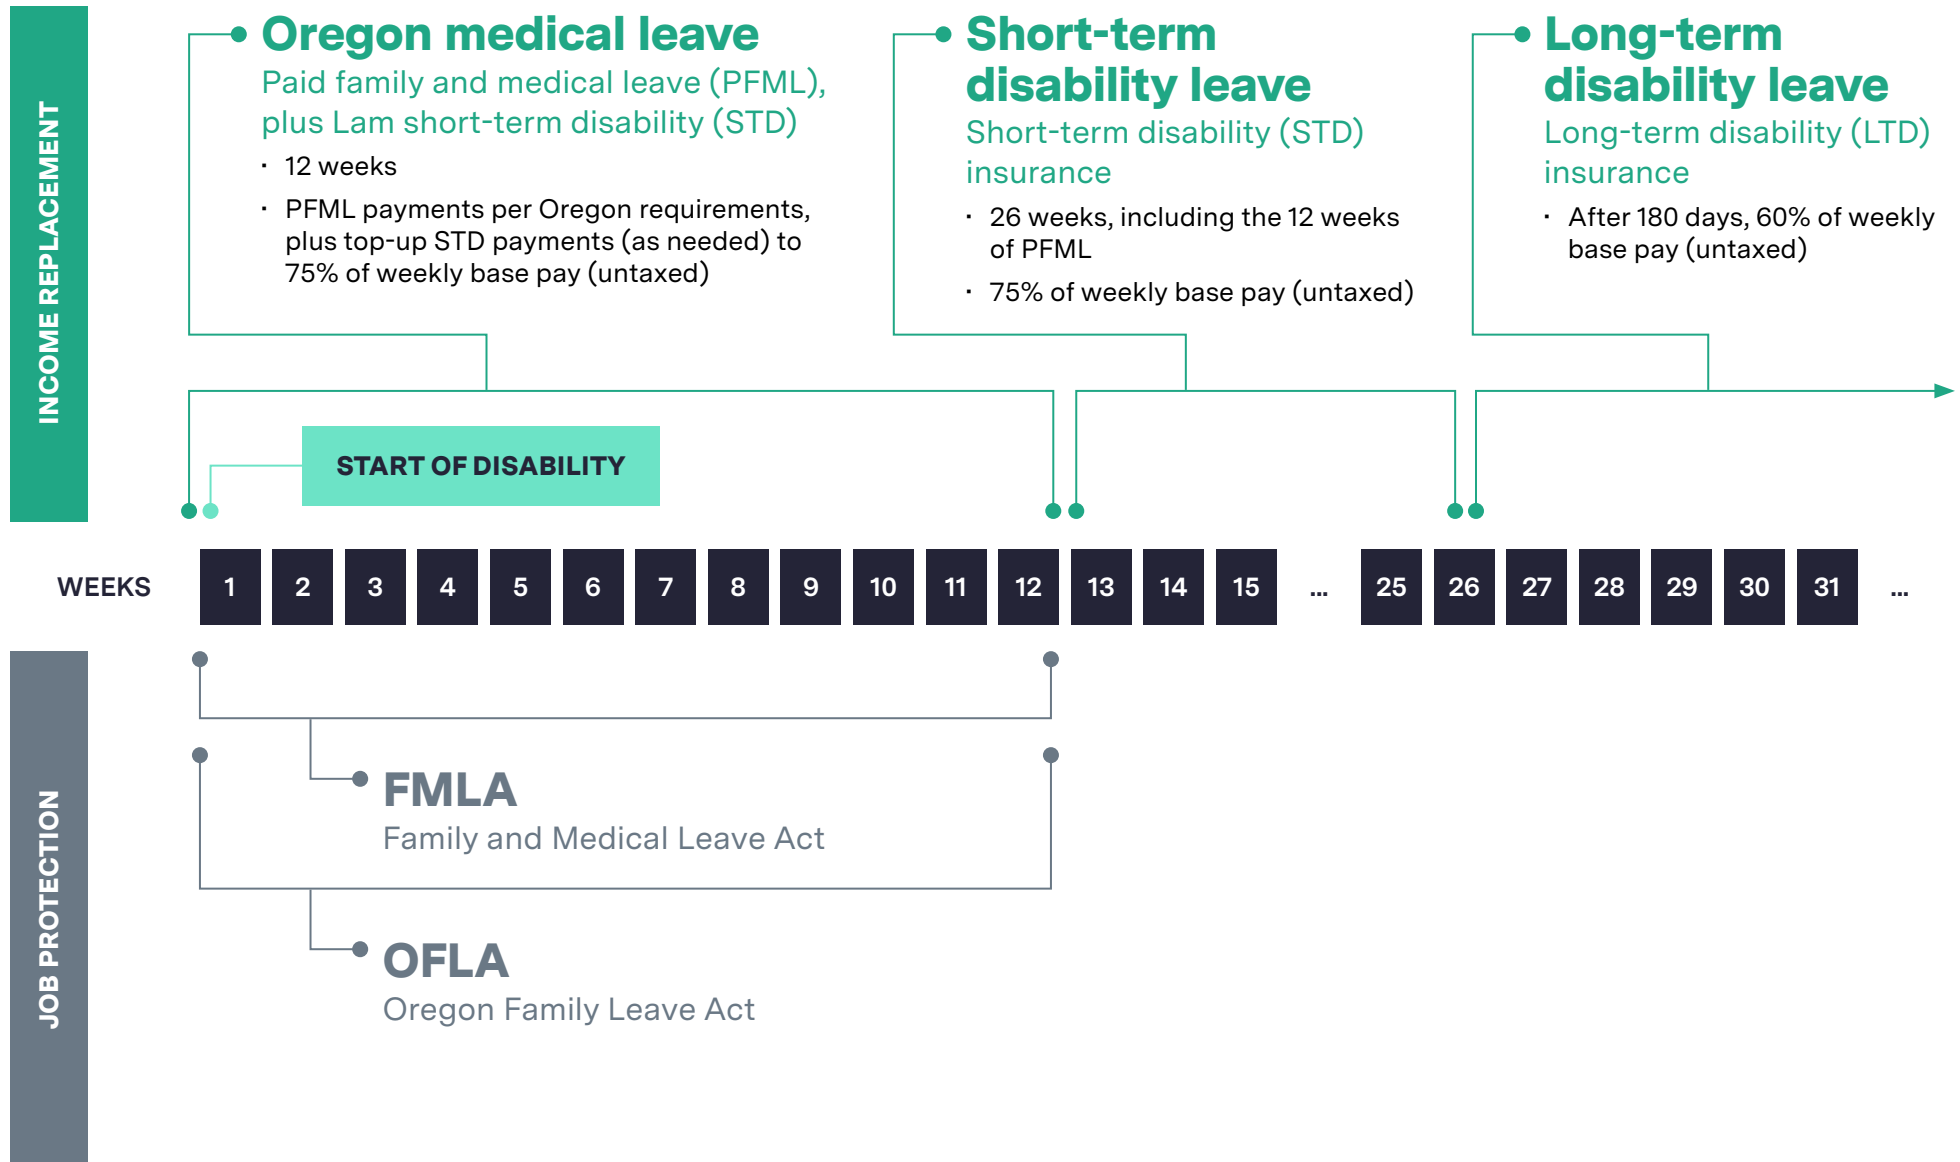 INCOME REPLACEMENT
Oregon medical leave
Paid family and medical leave (PFML),
plus Lam short-term disability (STD)
· 12 weeks
· PFML payments per Oregon requirements,
plus top-up STD payments (as needed) to
75% of weekly base pay (untaxed)
Short-term
disability leave
Short-term disability (STD)
insurance
· 26 weeks, including the 12 weeks
of PFML
· 75% of weekly base pay (untaxed)
Long-term
disability leave
Long-term disability (LTD)
insurance
· After 180 days, 60% of weekly
base pay (untaxed)
START OF DISABILITY
WEEKS 1 2 3 4 5 6 7 8 9 10 11 12 13 14 15 ... 25 26 27 28 29 30 31 ...
JOB PROTECTION
FMLA
Family and Medical Leave Act
OFLA
Oregon Family Leave Act